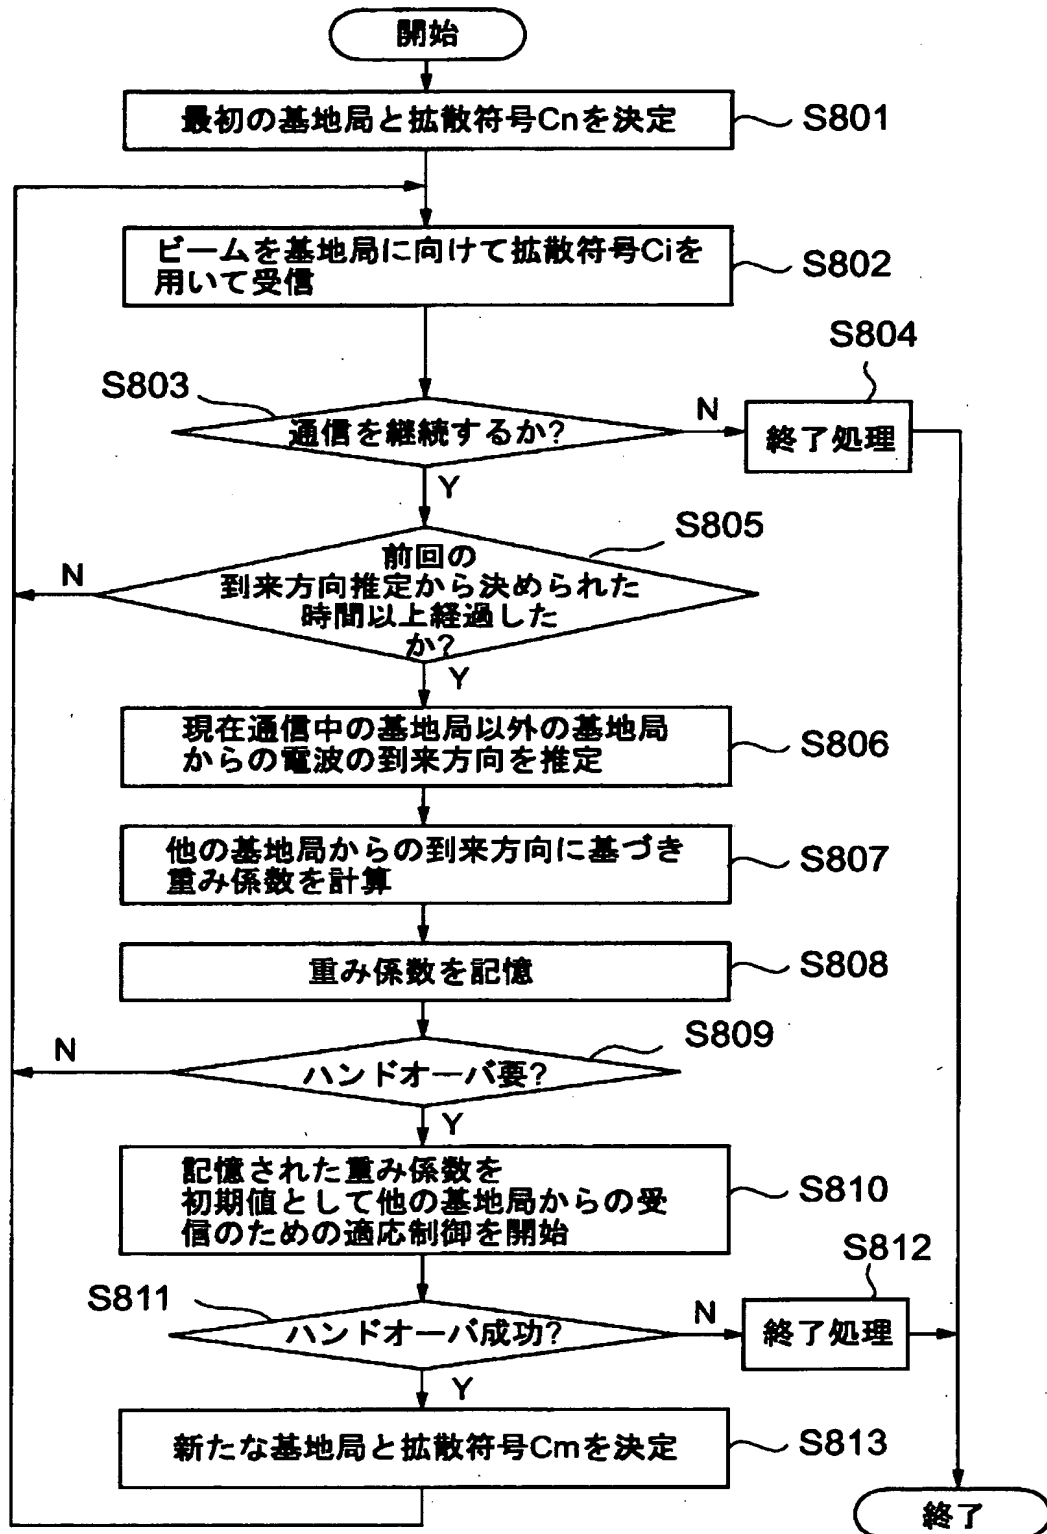 開始
最初の基地局と拡散符号Cnを決定
S801
ビームを基地局に向けて拡散符号Ciを
用いて受信
S802
S804
S803
通信を継続するか?
N
終了処理
Y
S805
前回の
到来方向推定から決められた
時間以上経過した
か?
N
Y
現在通信中の基地局以外の基地局
からの電波の到来方向を推定
S806
他の基地局からの到来方向に基づき
重み係数を計算
S807
重み係数を記憶
S808
S809
N
ハンドオーバ要?
Y
記憶された重み係数を
初期値として他の基地局からの受
信のための適応制御を開始
S810
S812
S811
ハンドオーバ成功?
N
終了処理
Y
新たな基地局と拡散符号Cmを決定
S813
終了